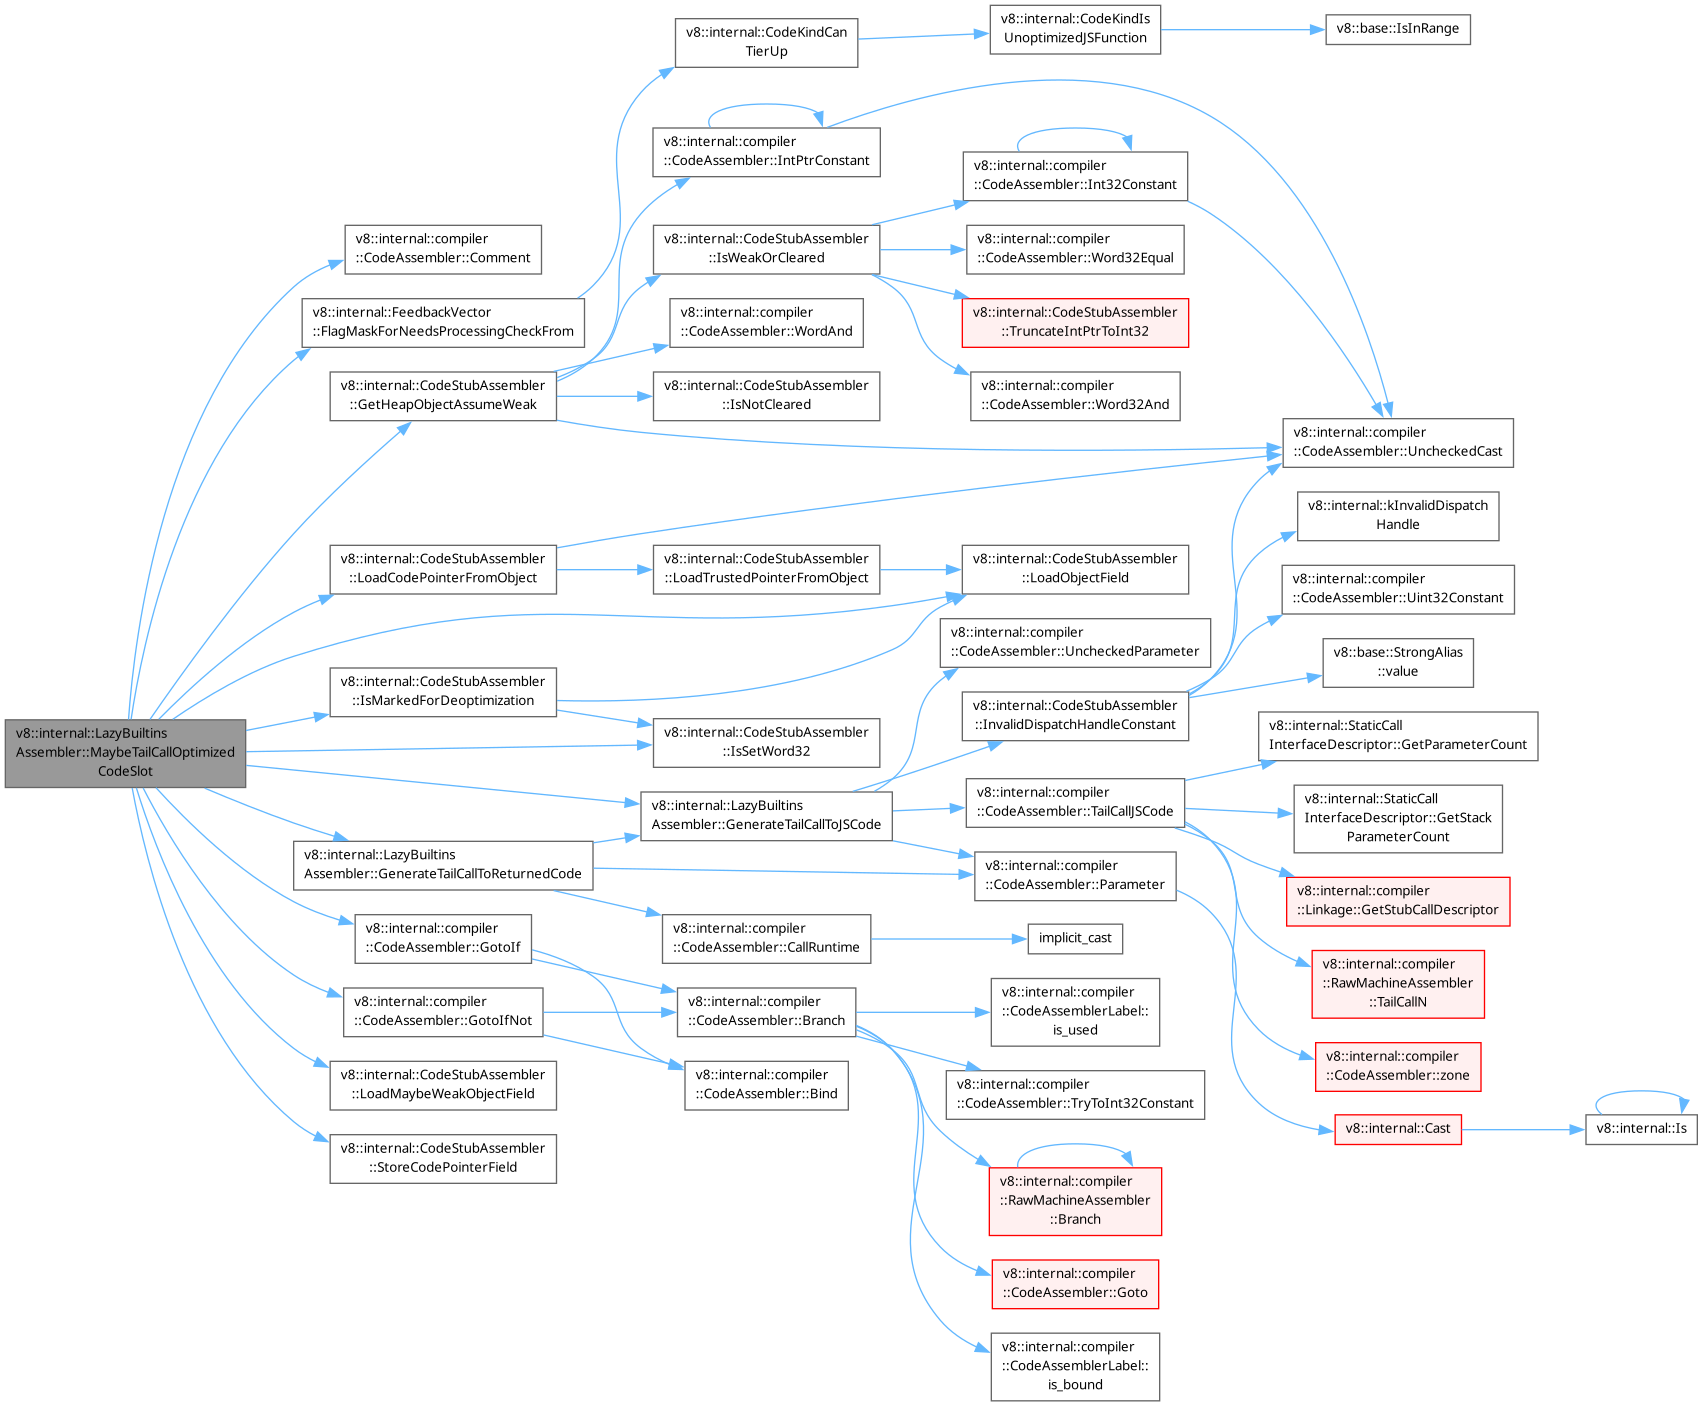 v8::internal::LazyBuiltins
Assembler::MaybeTailCallOptimized
CodeSlot
v8::internal::compiler
::CodeAssembler::Comment
v8::internal::FeedbackVector
::FlagMaskForNeedsProcessingCheckFrom
v8::internal::CodeStubAssembler
::GetHeapObjectAssumeWeak
v8::internal::CodeStubAssembler
::LoadCodePointerFromObject
v8::internal::CodeStubAssembler
::IsMarkedForDeoptimization
v8::internal::LazyBuiltins
Assembler::GenerateTailCallToReturnedCode
v8::internal::compiler
::CodeAssembler::GotoIf
v8::internal::compiler
::CodeAssembler::GotoIfNot
v8::internal::CodeStubAssembler
::LoadMaybeWeakObjectField
v8::internal::CodeStubAssembler
::StoreCodePointerField
v8::internal::CodeKindCan
TierUp
v8::internal::compiler
::CodeAssembler::IntPtrConstant
v8::internal::CodeStubAssembler
::IsWeakOrCleared
v8::internal::compiler
::CodeAssembler::WordAnd
v8::internal::CodeStubAssembler
::IsNotCleared
v8::internal::CodeStubAssembler
::LoadTrustedPointerFromObject
v8::internal::CodeStubAssembler
::IsSetWord32
v8::internal::LazyBuiltins
Assembler::GenerateTailCallToJSCode
v8::internal::compiler
::CodeAssembler::CallRuntime
v8::internal::compiler
::CodeAssembler::Branch
v8::internal::compiler
::CodeAssembler::Bind
v8::internal::CodeKindIs
UnoptimizedJSFunction
v8::internal::compiler
::CodeAssembler::Int32Constant
v8::internal::compiler
::CodeAssembler::Word32Equal
v8::internal::CodeStubAssembler
::TruncateIntPtrToInt32
v8::internal::compiler
::CodeAssembler::Word32And
v8::internal::CodeStubAssembler
::LoadObjectField
v8::internal::compiler
::CodeAssembler::UncheckedParameter
v8::internal::CodeStubAssembler
::InvalidDispatchHandleConstant
v8::internal::compiler
::CodeAssembler::TailCallJSCode
v8::internal::compiler
::CodeAssembler::Parameter
implicit_cast
v8::internal::compiler
::CodeAssemblerLabel::
is_used
v8::internal::compiler
::CodeAssembler::TryToInt32Constant
v8::internal::compiler
::RawMachineAssembler
::Branch
v8::internal::compiler
::CodeAssembler::Goto
v8::internal::compiler
::CodeAssemblerLabel::
is_bound
v8::base::IsInRange
v8::internal::compiler
::CodeAssembler::UncheckedCast
v8::internal::kInvalidDispatch
Handle
v8::internal::compiler
::CodeAssembler::Uint32Constant
v8::base::StrongAlias
::value
v8::internal::StaticCall
InterfaceDescriptor::GetParameterCount
v8::internal::StaticCall
InterfaceDescriptor::GetStack
ParameterCount
v8::internal::compiler
::Linkage::GetStubCallDescriptor
v8::internal::compiler
::RawMachineAssembler
::TailCallN
v8::internal::compiler
::CodeAssembler::zone
v8::internal::Cast
v8::internal::Is